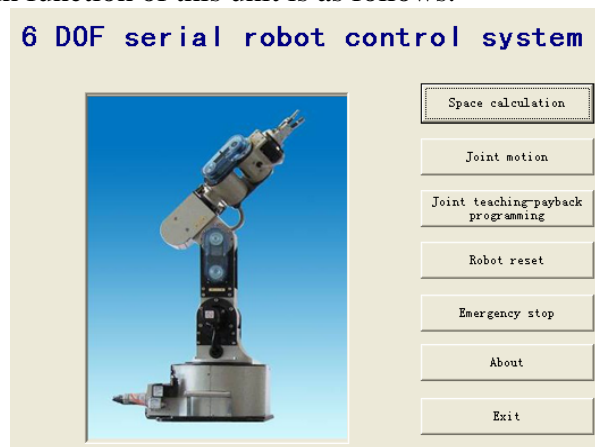 6 DOF serial robot control system
Space calculation
Joint motion
Joint teaching-payback
programming
Robot reset
Emergency stop
About
Exit